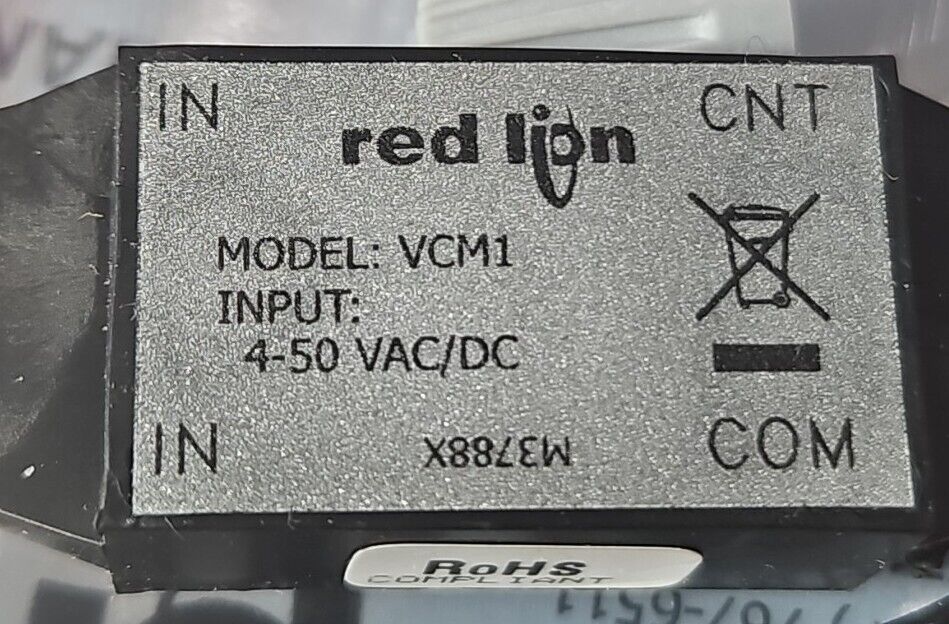 IN
CNT
red lion
MODEL: VCM1
INPUT:
4-50 VAC/DC
IN
M3788X
COM
RoHS
COMPLIANT